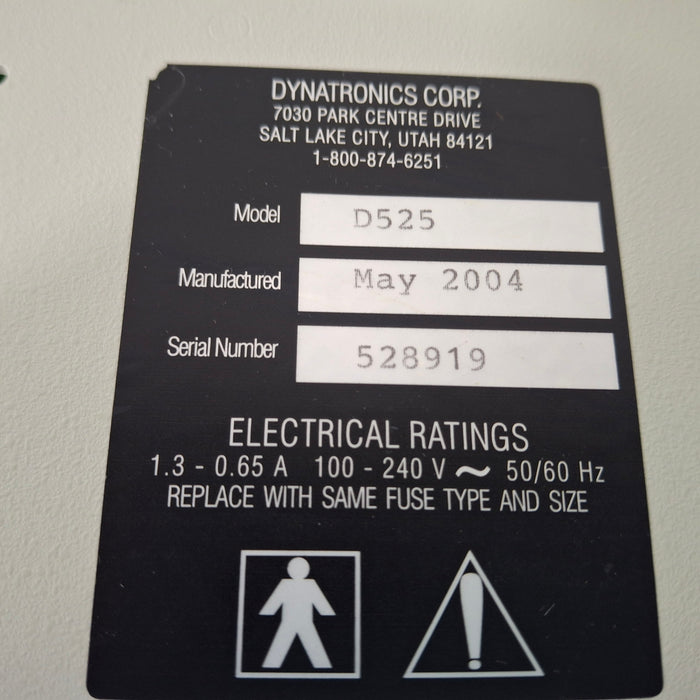 DYNATRONICS CORP.
7030 PARK CENTRE DRIVE
SALT LAKE CITY, UTAH 84121
1-800-874-6251
Model D525
Manufactured May 2004
Serial Number 528919
ELECTRICAL RATINGS
1.3 - 0.65 A 100 - 240 V ~ 50/60 Hz
REPLACE WITH SAME FUSE TYPE AND SIZE